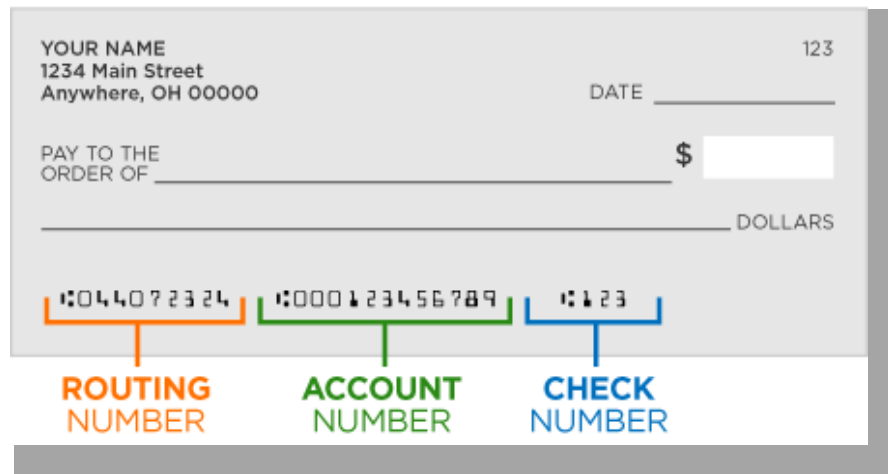 YOUR NAME
1234 Main Street
Anywhere, OH 00000
123
DATE
PAY TO THE
ORDER OF
$
DOLLARS
⑆044072324 ⑆000123456789 ⑆123
ROUTING ACCOUNT CHECK
NUMBER NUMBER NUMBER